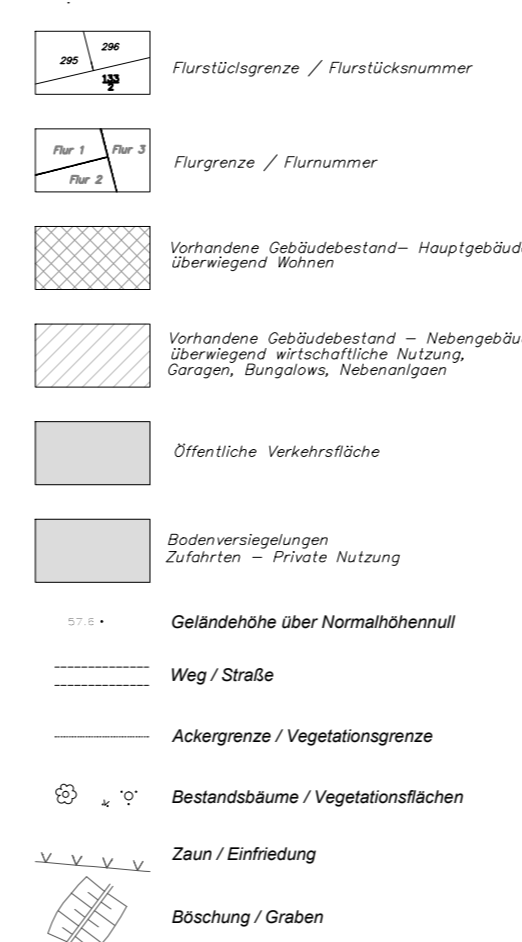 295
296
133
2
Flurstüclsgrenze / Flurstücksnummer
Flur 1
Flur 3
Flur 2
Flurgrenze / Flurnummer
Vorhandene Gebäudebestand– Hauptgebäude
überwiegend Wohnen
Vorhandene Gebäudebestand –
überwiegend wirtschaftliche Nutzung,
Garagen, Bungalows, Nebenanlgaen
Öffentliche Verkehrsfläche
Bodenversiegelungen
Zufahrten – Private Nutzung
57.6
Geländehöhe über Normalhöhennull
Weg / Straße
Ackergrenze / Vegetationsgrenze
Bestandsbäume / Vegetationsflächen
Zaun / Einfriedung
Böschung / Graben